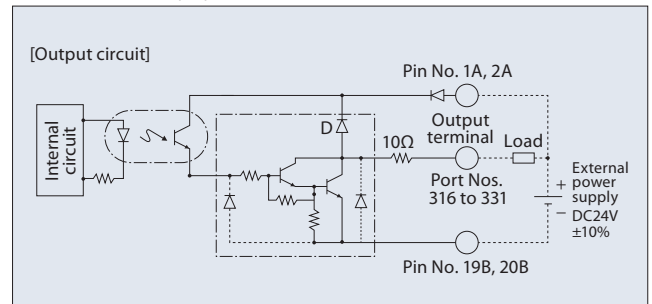 [Output circuit]
Pin No. 1A, 2A
Internal
circuit
D
10Ω
Output
terminal
Load
Port Nos.
316 to 331
+
External
power
supply
−
DC24V
±10%
Pin No. 19B, 20B